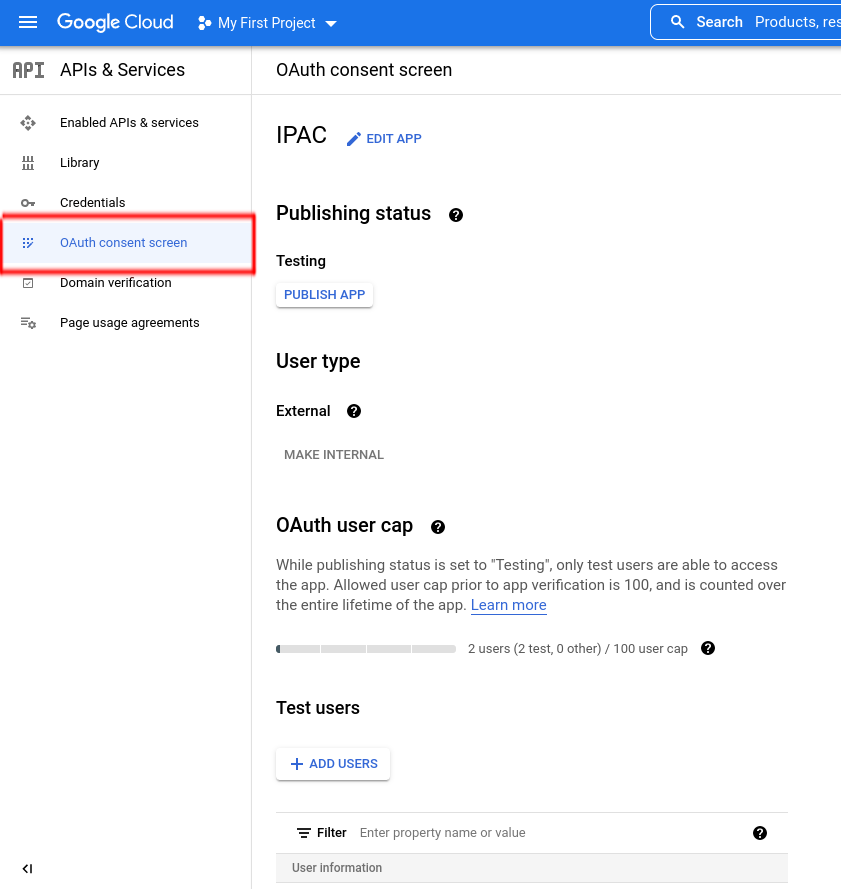 Google Cloud
My First Project
Search Products, res
API APIs & Services
OAuth consent screen
Enabled APIs & services
Library
Credentials
OAuth consent screen
Domain verification
Page usage agreements
IPAC
EDIT APP
Publishing status
Testing
PUBLISH APP
User type
External
MAKE INTERNAL
OAuth user cap
While publishing status is set to "Testing", only test users are able to access
the app. Allowed user cap prior to app verification is 100, and is counted over
the entire lifetime of the app. Learn more
2 users (2 test, 0 other) / 100 user cap
Test users
ADD USERS
Filter Enter property name or value
User information